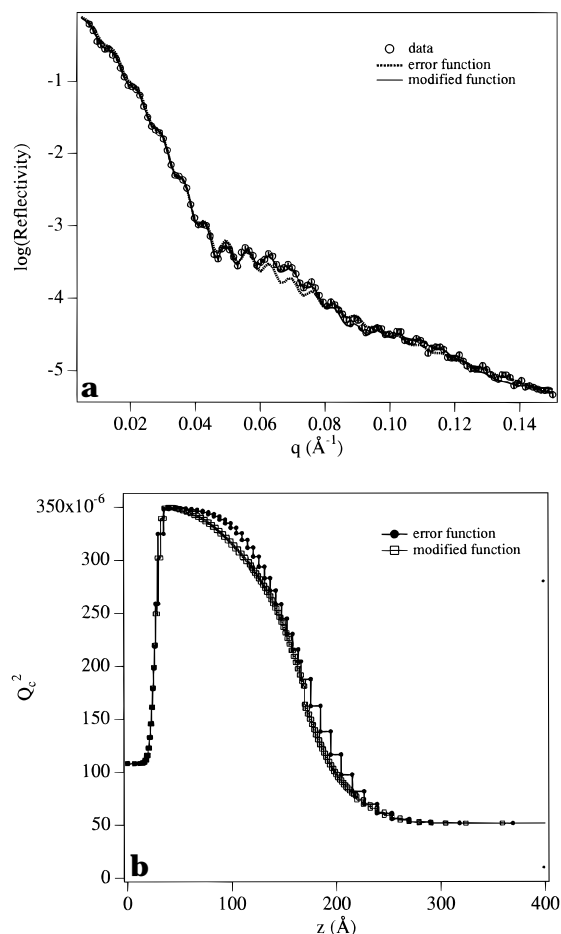 data
error function
modified function
-1
-2
-3
-4
-5
log(Reflectivity)
a
0.02 0.04 0.06 0.08 0.10 0.12 0.14
q (Å-1)
350x10-6
300
250
200
150
100
50
0
error function
modified function
Qc2
b
0 100 200 300 400
z (Å)